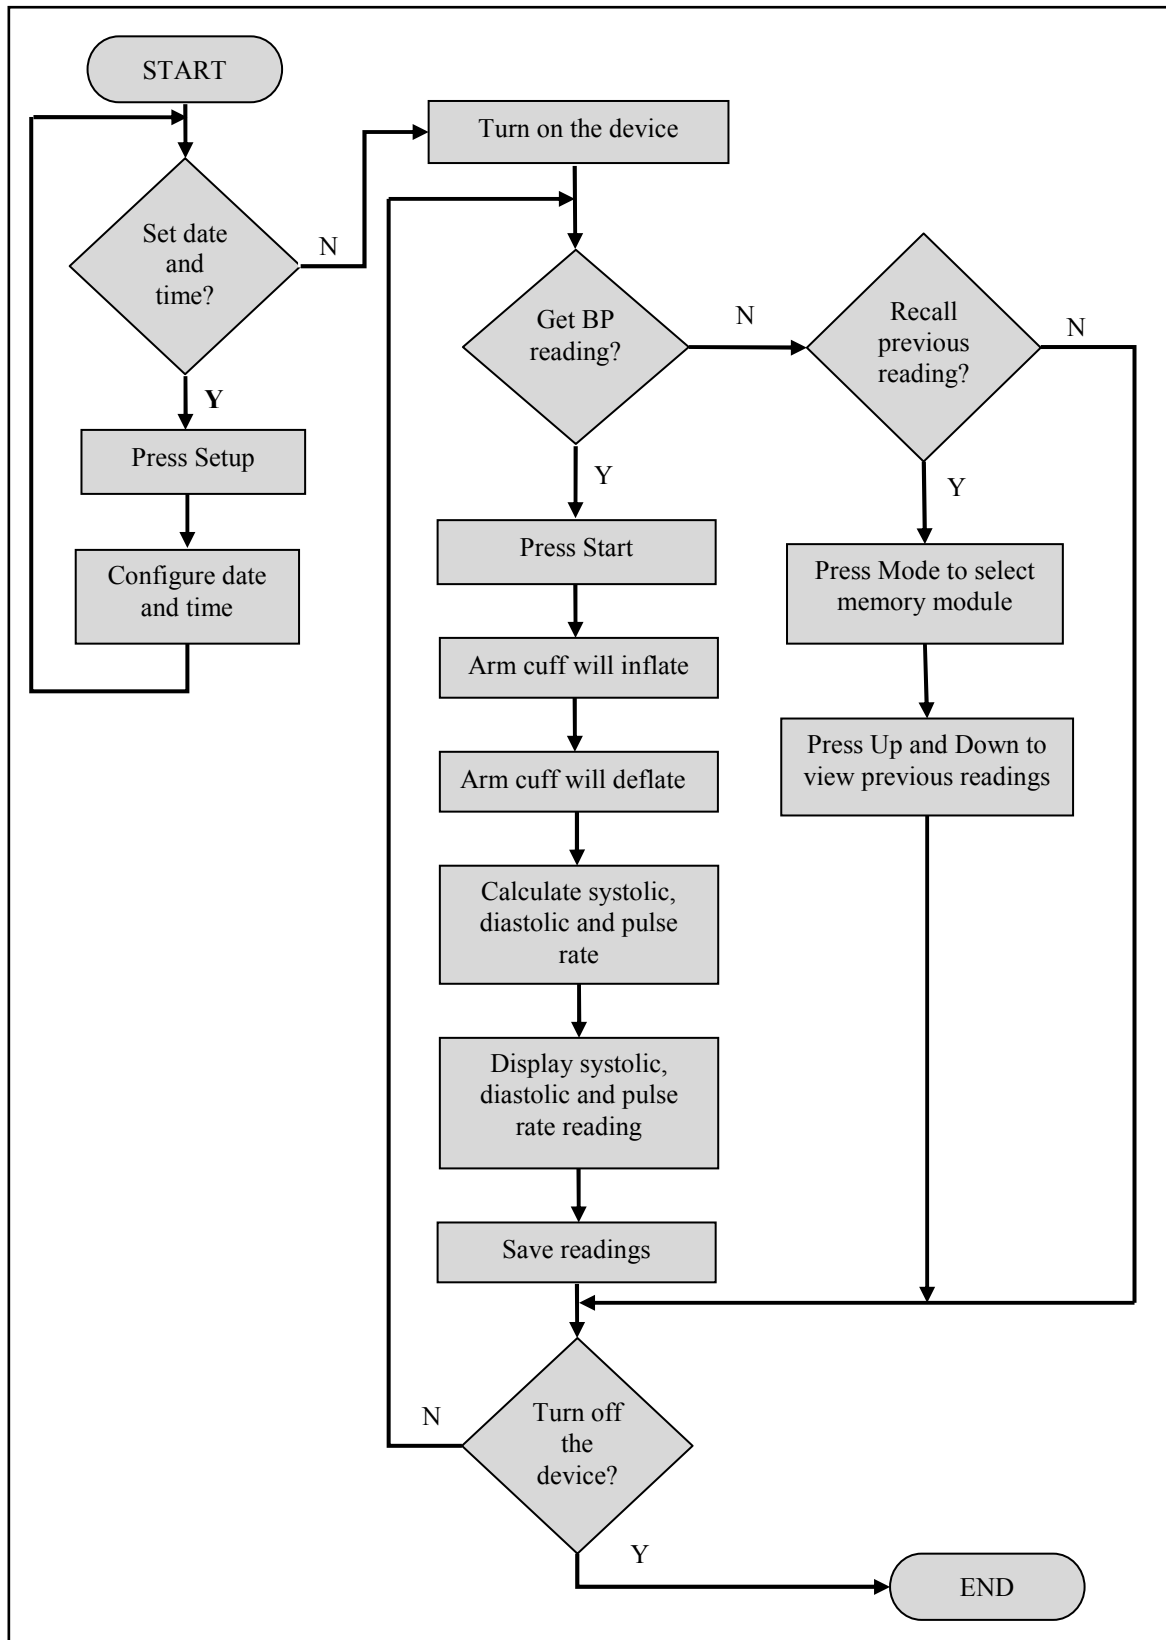 START
Set date
and
time?
N
Y
Press Setup
Configure date
and time
Turn on the device
Get BP
reading?
N
Y
Recall
previous
reading?
N
Y
Press Start
Arm cuff will inflate
Arm cuff will deflate
Calculate systolic,
diastolic and pulse
rate
Display systolic,
diastolic and pulse
rate reading
Save readings
Press Mode to select
memory module
Press Up and Down to
view previous readings
Turn off
the
device?
N
Y
END